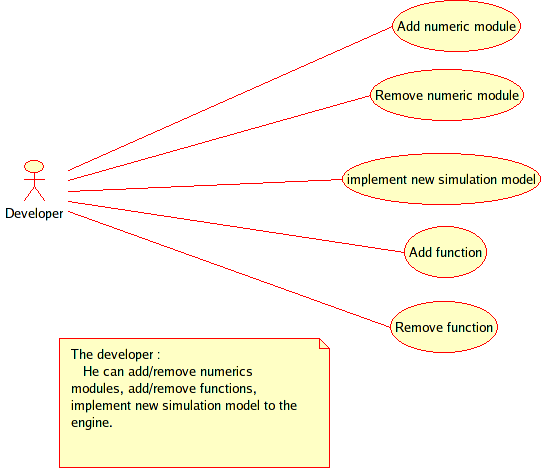 Add numeric module
Remove numeric module
implement new simulation model
Developer
Add function
Remove function
The developer :
He can add/remove numerics
modules, add/remove functions,
implement new simulation model to the
engine.